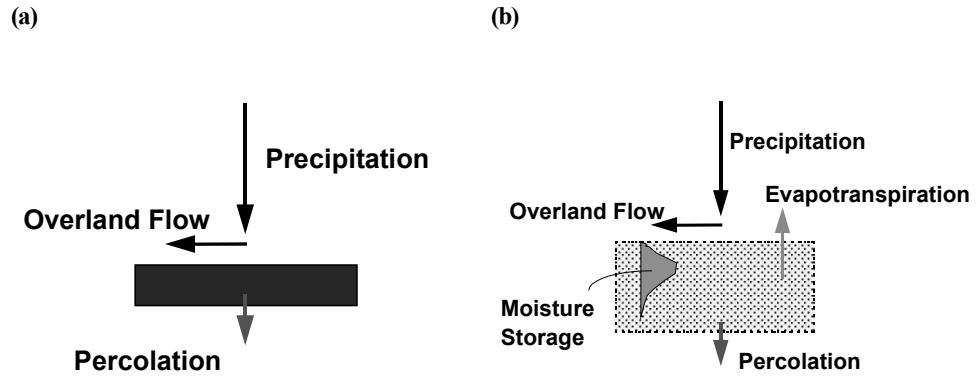 (a)
Precipitation
Overland Flow
Percolation
(b)
Precipitation
Evapotranspiration
Overland Flow
Moisture
Storage
Percolation